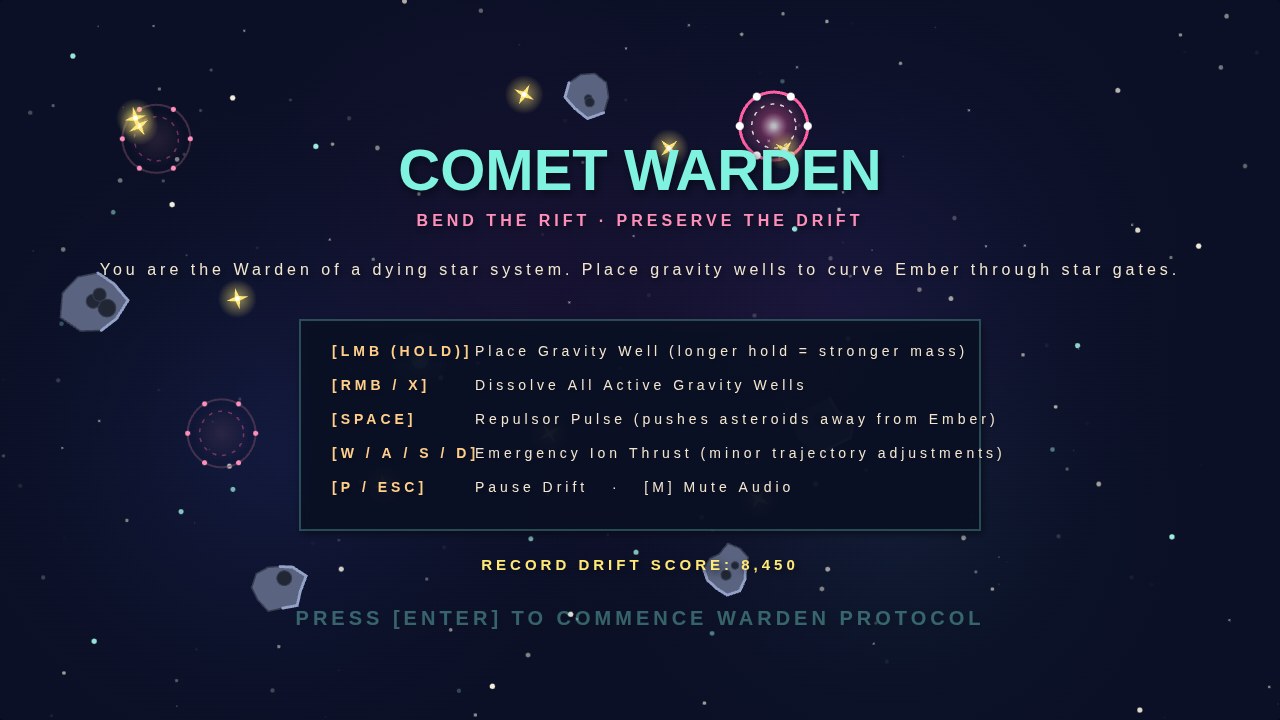 COMET WARDEN
BEND THE RIFT · PRESERVE THE DRIFT
You are the Warden of a dying star system. Place gravity wells to curve Ember through star gates.
[LMB (HOLD)] Place Gravity Well (longer hold = stronger mass)
[RMB / X] Dissolve All Active Gravity Wells
[SPACE] Repulsor Pulse (pushes asteroids away from Ember)
[W / A / S / D] Emergency Ion Thrust (minor trajectory adjustments)
[P / ESC] Pause Drift · [M] Mute Audio
RECORD DRIFT SCORE: 8,450
PRESS [ENTER] TO COMMENCE WARDEN PROTOCOL